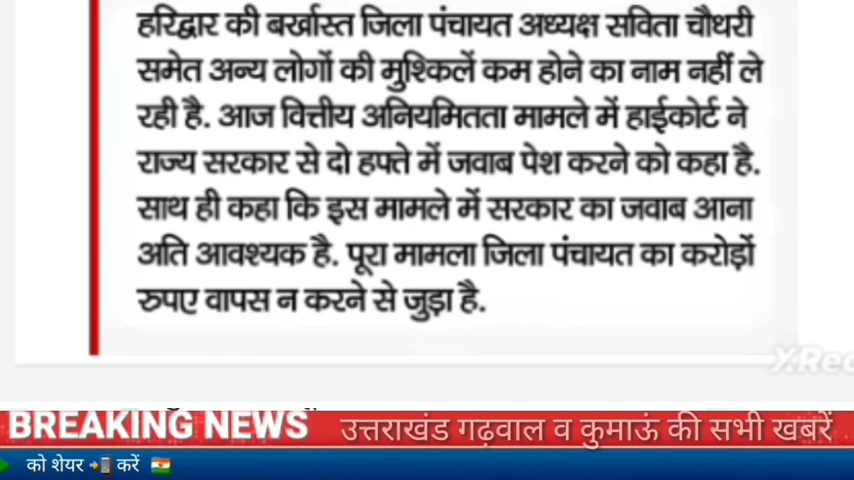 हरिद्वार की बर्खास्त जिला पंचायत अध्यक्ष सविता चौधरी
समेत अन्य लोगों की मुश्किलें कम होने का नाम नहीं ले
रही है. आज वित्तीय अनियमितता मामले में हाईकोर्ट ने
राज्य सरकार से दो हफ्ते में जवाब पेश करने को कहा है.
साथ ही कहा कि इस मामले में सरकार का जवाब आना
अति आवश्यक है. पूरा मामला जिला पंचायत का करोड़ों
रुपए वापस न करने से जुड़ा है.
XRec
BREAKING NEWS उत्तराखंड गढ़वाल व कुमाऊं की सभी खबरें
को शेयर 📲 करें 🇮🇳